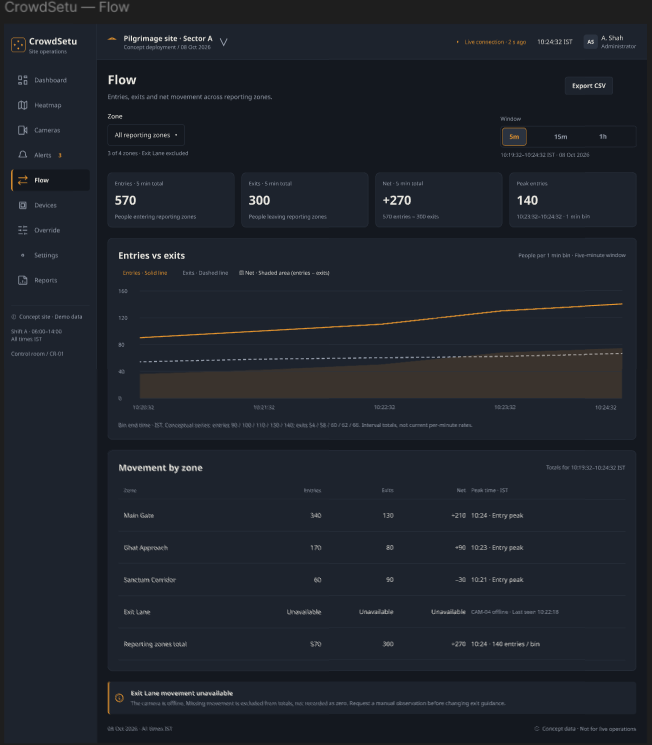 CrowdSetu — Flow
CrowdSetu
Site operations
Dashboard
Heatmap
Cameras
Alerts 3
Flow
Devices
Override
Settings
Reports
Concept site · Demo data
Shift A · 06:00–14:00
All times IST
Control room / CR-01
Pilgrimage site · Sector A
Concept deployment / 08 Oct 2026
Live connection · 2 s ago
10:24:32 IST
AS
A. Shah
Administrator
Flow
Entries, exits and net movement across reporting zones.
Export CSV
Zone
All reporting zones
3 of 4 zones · Exit Lane excluded
Window
5m 15m 1h
10:19:32–10:24:32 IST · 08 Oct 2026
Entries · 5 min total
570
People entering reporting zones
Exits · 5 min total
300
People leaving reporting zones
Net · 5 min total
+270
570 entries − 300 exits
Peak entries
140
10:23:32–10:24:32 · 1 min bin
Entries vs exits
People per 1 min bin · Five-minute window
Entries · Solid line Exits · Dashed line Net · Shaded area (entries − exits)
160
120
80
40
0
10:20:32 10:21:32 10:22:32 10:23:32 10:24:32
Bin end time · IST. Conceptual series: entries 90 / 100 / 110 / 130 / 140; exits 54 / 58 / 60 / 62 / 66. Interval totals, not current per-minute rates.
Movement by zone
Totals for 10:19:32–10:24:32 IST
Zone Entries Exits Net Peak time · IST
Main Gate 340 130 +210 10:24 · Entry peak
Ghat Approach 170 80 +90 10:23 · Entry peak
Sanctum Corridor 60 90 −30 10:21 · Entry peak
Exit Lane Unavailable Unavailable Unavailable CAM-04 offline · Last seen 10:22:19
Reporting zones total 570 300 +270 10:24 · 140 entries / bin
Exit Lane movement unavailable
The camera is offline. Missing movement is excluded from totals, not recorded as zero. Request a manual observation before changing exit guidance.
08 Oct 2026 · All times IST
Concept data · Not for live operations